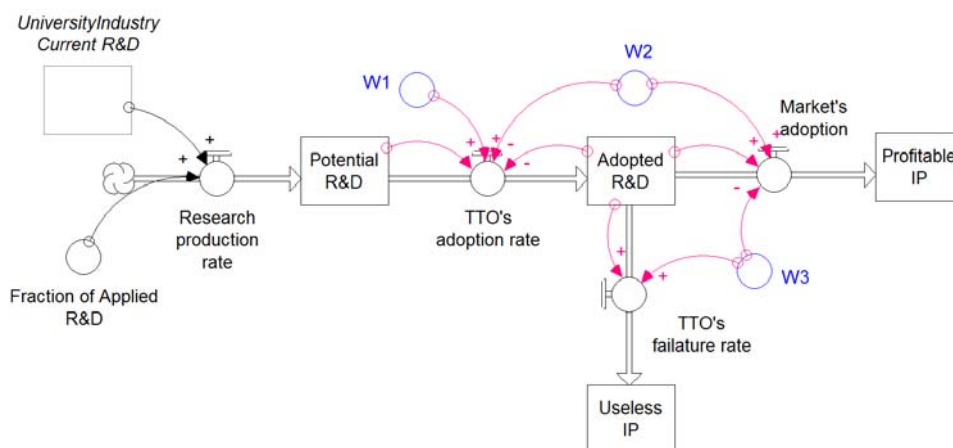 UniversityIndustry
Current R&D
W1
W2
Market's
adoption
+
+
+
+
-
-
+
+
+
-
Potential
R&D
Adopted
R&D
Profitable
IP
Research
production
rate
TTO's
adoption rate
+
+
W3
Fraction of Applied
R&D
TTO's
failature rate
Useless
IP